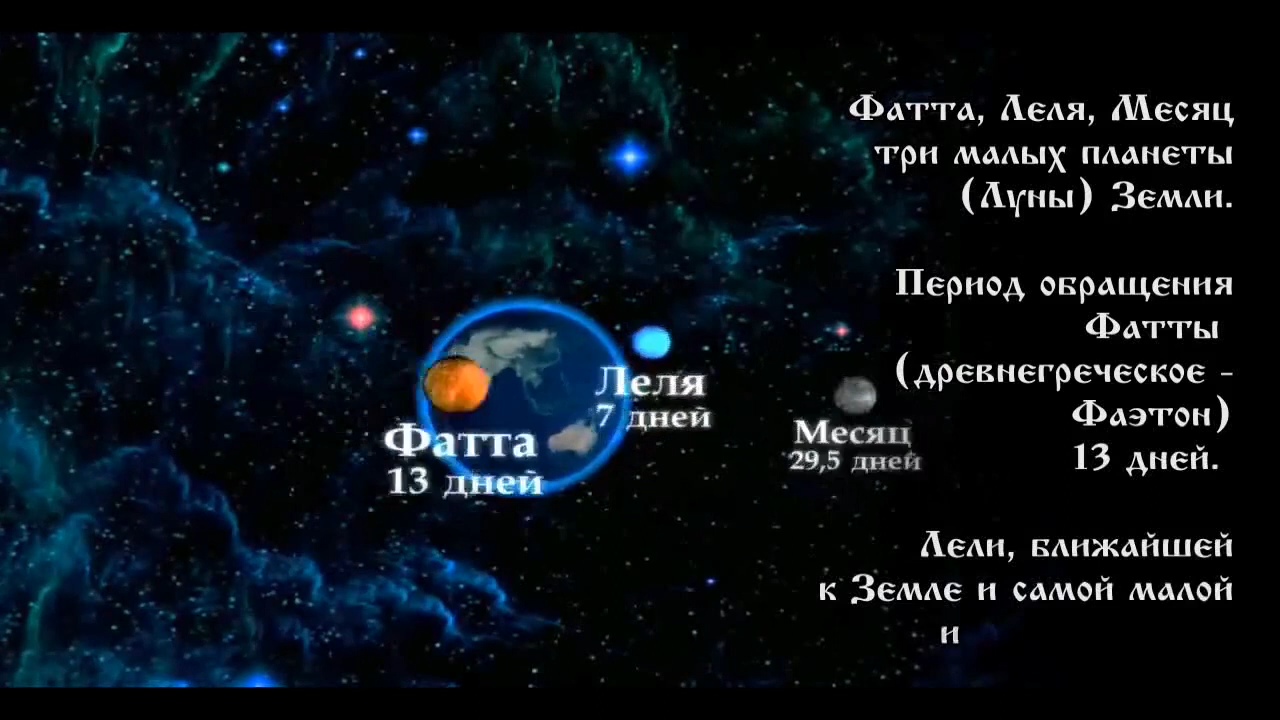 Фатта, Леля, Месяц
три малых планеты
(Луны) Земли.
Период обращения
Фатты
(древнегреческое -
Фаэтон)
13 дней.
Лели, ближайшей
к Земле и самой малой
и
Леля
7 дней
Фатта
13 дней
Месяц
29,5 дней